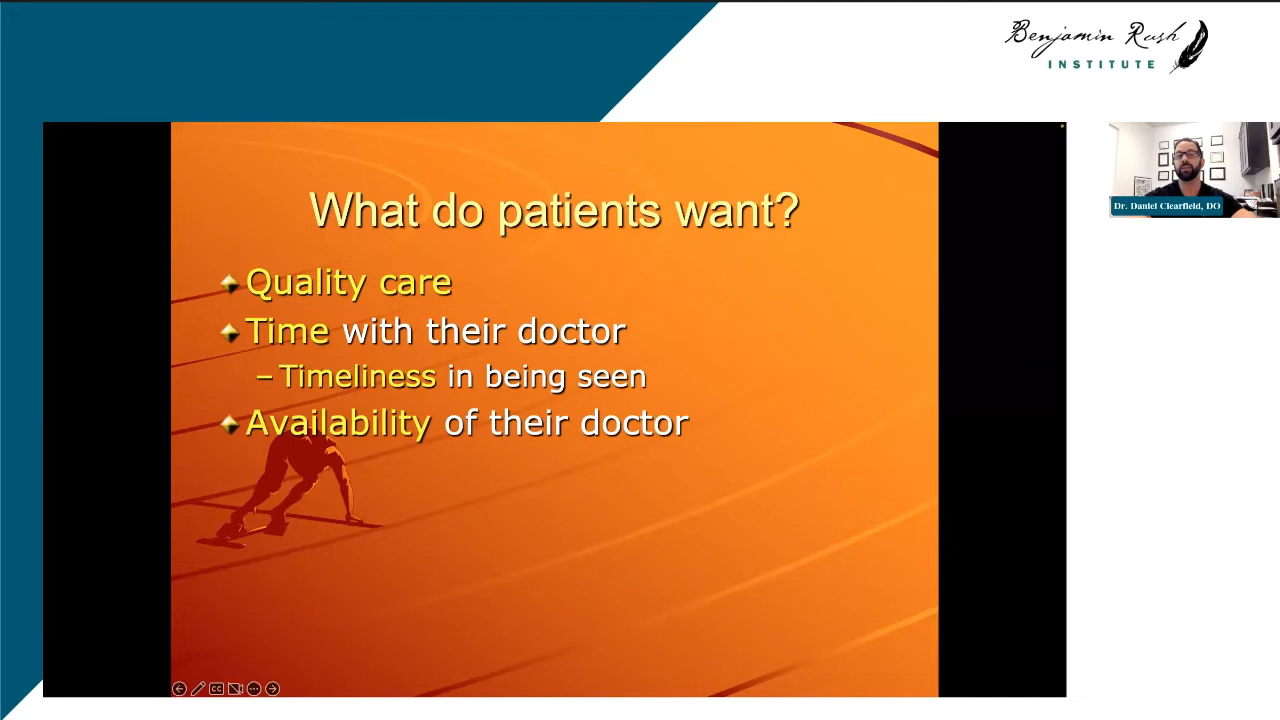 Benjamin Rush
INSTITUTE
What do patients want?
Quality care
Time with their doctor
– Timeliness in being seen
Availability of their doctor
Dr. Daniel Clearfield, DO
CC